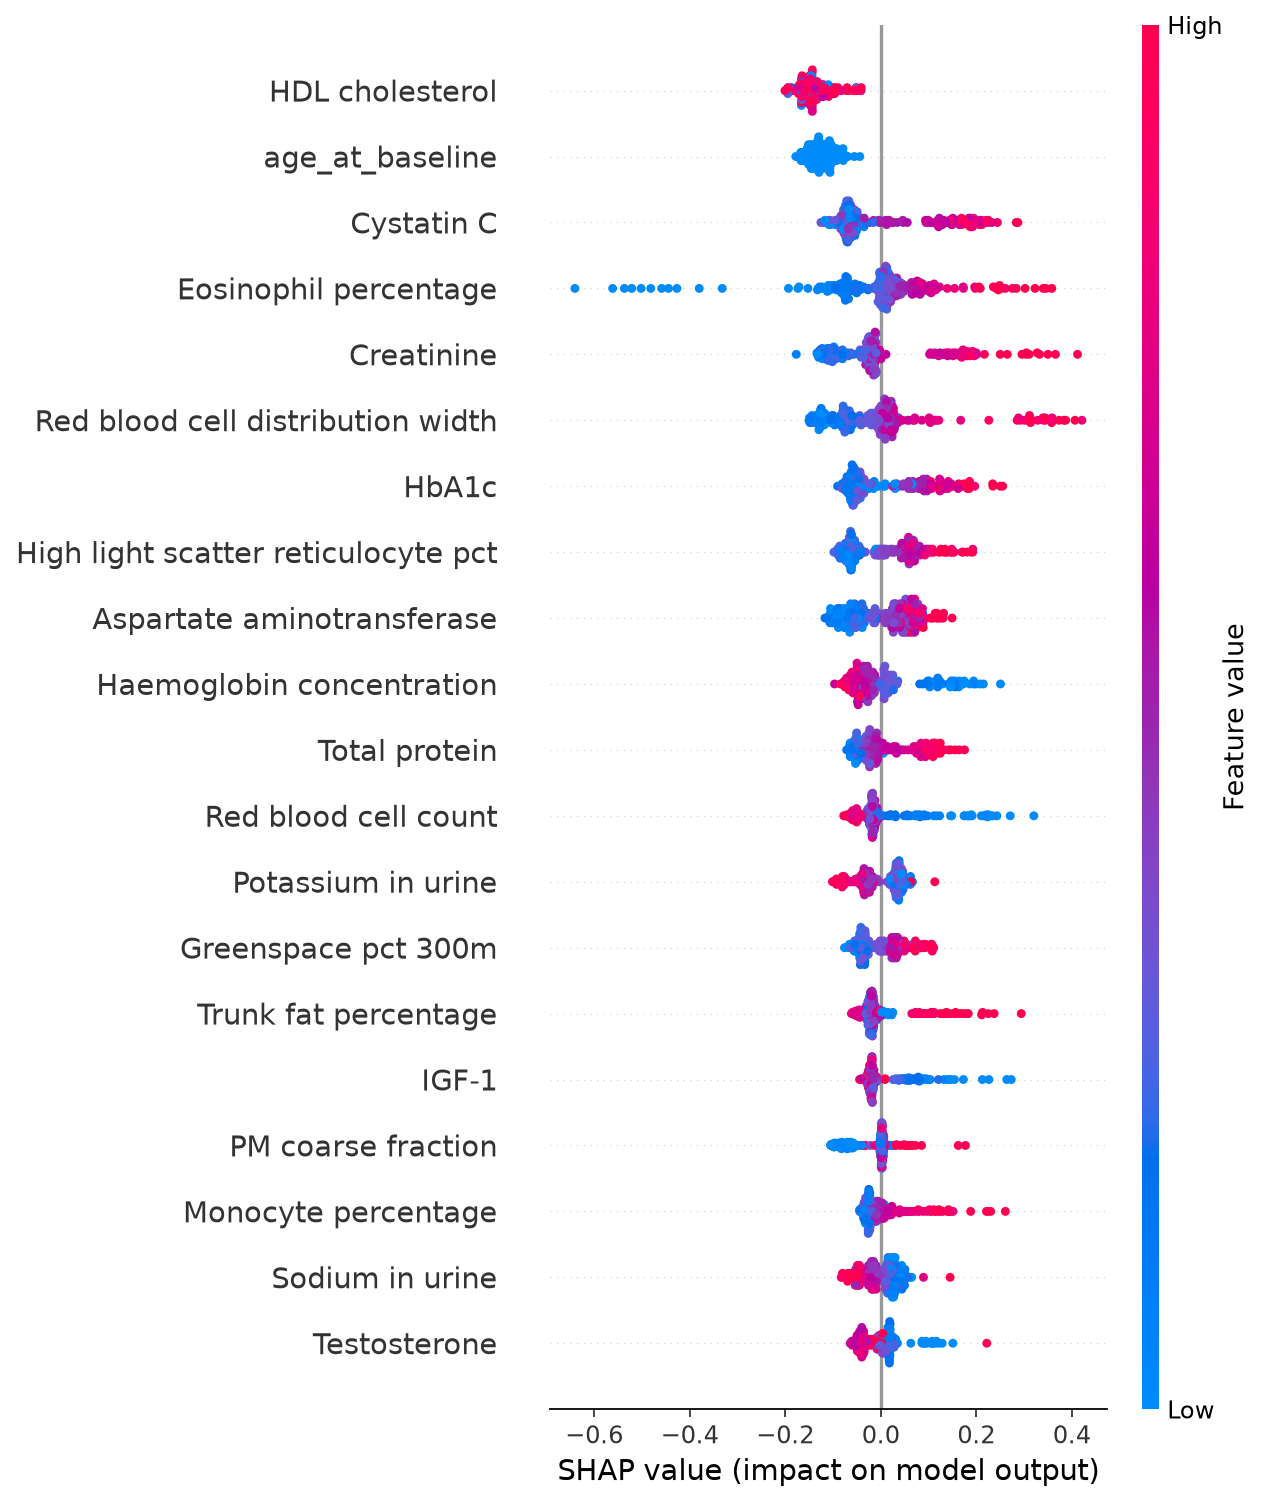 High
HDL cholesterol
age_at_baseline
Cystatin C
Eosinophil percentage
Creatinine
Red blood cell distribution width
HbA1c
High light scatter reticulocyte pct
Aspartate aminotransferase
Haemoglobin concentration
Total protein
Red blood cell count
Potassium in urine
Greenspace pct 300m
Trunk fat percentage
IGF-1
PM coarse fraction
Monocyte percentage
Sodium in urine
Testosterone
Feature value
Low
−0.6 −0.4 −0.2 0.0 0.2 0.4
SHAP value (impact on model output)